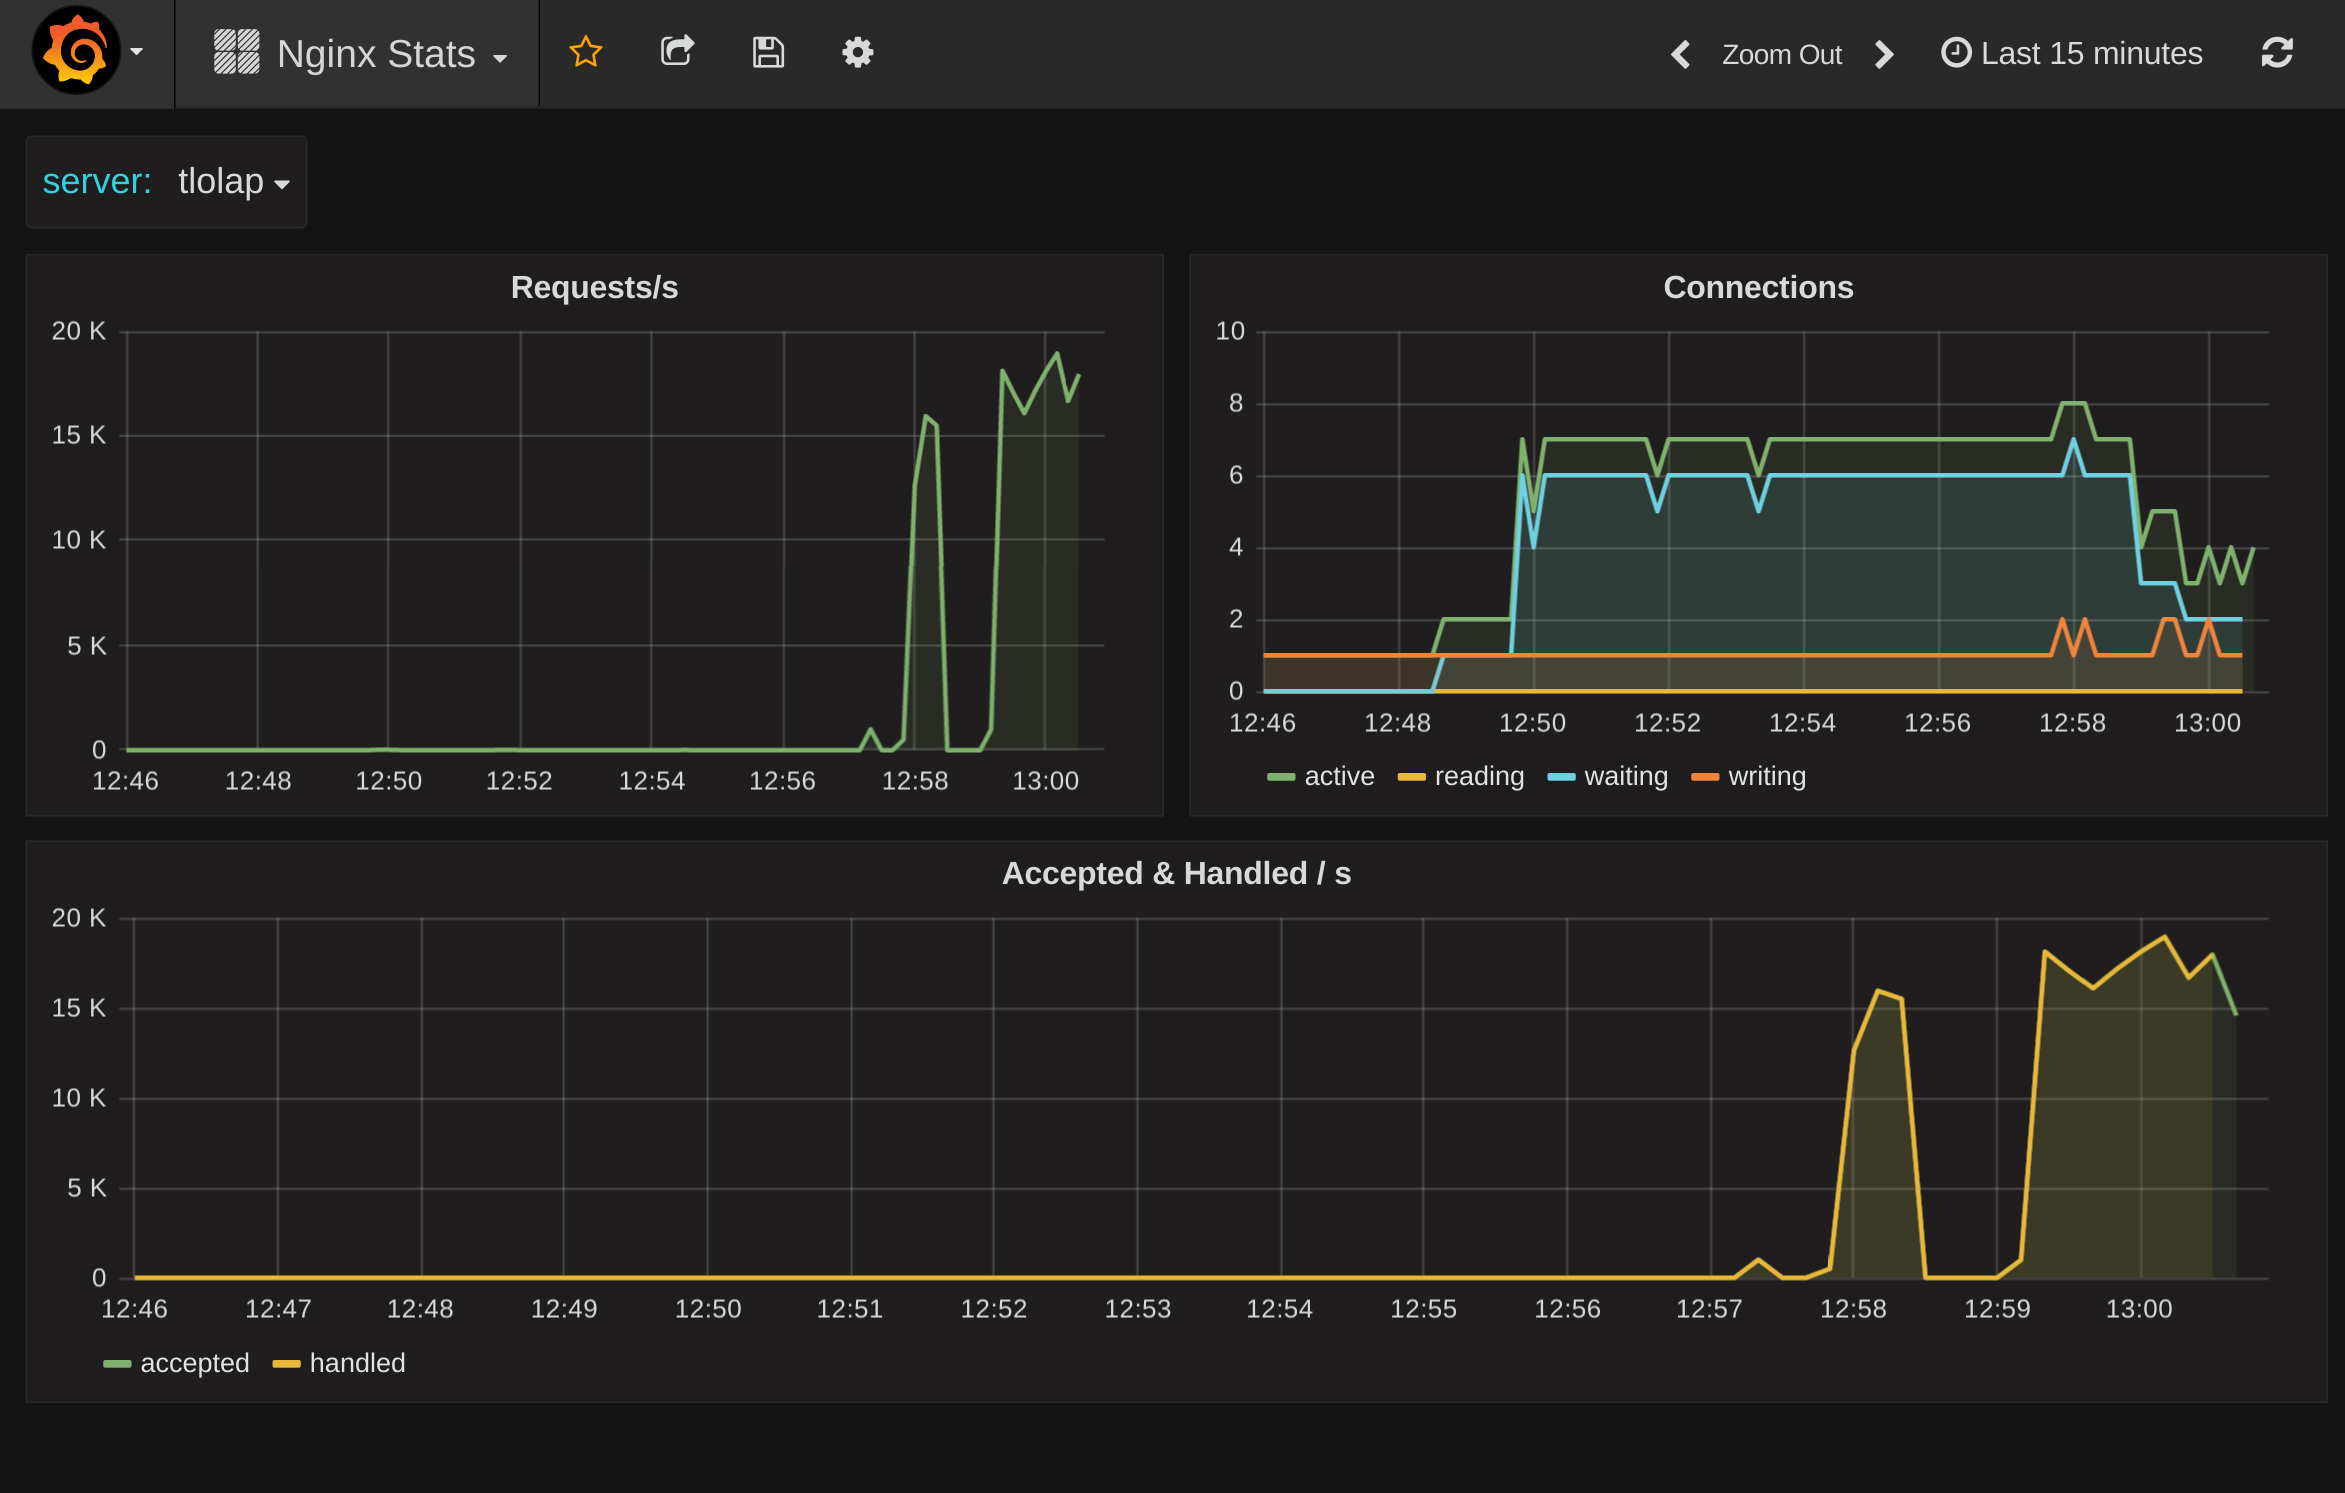 Nginx Stats
Zoom Out
Last 15 minutes
server: tlolap
Requests/s
20 K
15 K
10 K
5 K
0
12:46 12:48 12:50 12:52 12:54 12:56 12:58 13:00
Connections
10
8
6
4
2
0
12:46 12:48 12:50 12:52 12:54 12:56 12:58 13:00
active reading waiting writing
Accepted & Handled / s
20 K
15 K
10 K
5 K
0
12:46 12:47 12:48 12:49 12:50 12:51 12:52 12:53 12:54 12:55 12:56 12:57 12:58 12:59 13:00
accepted handled